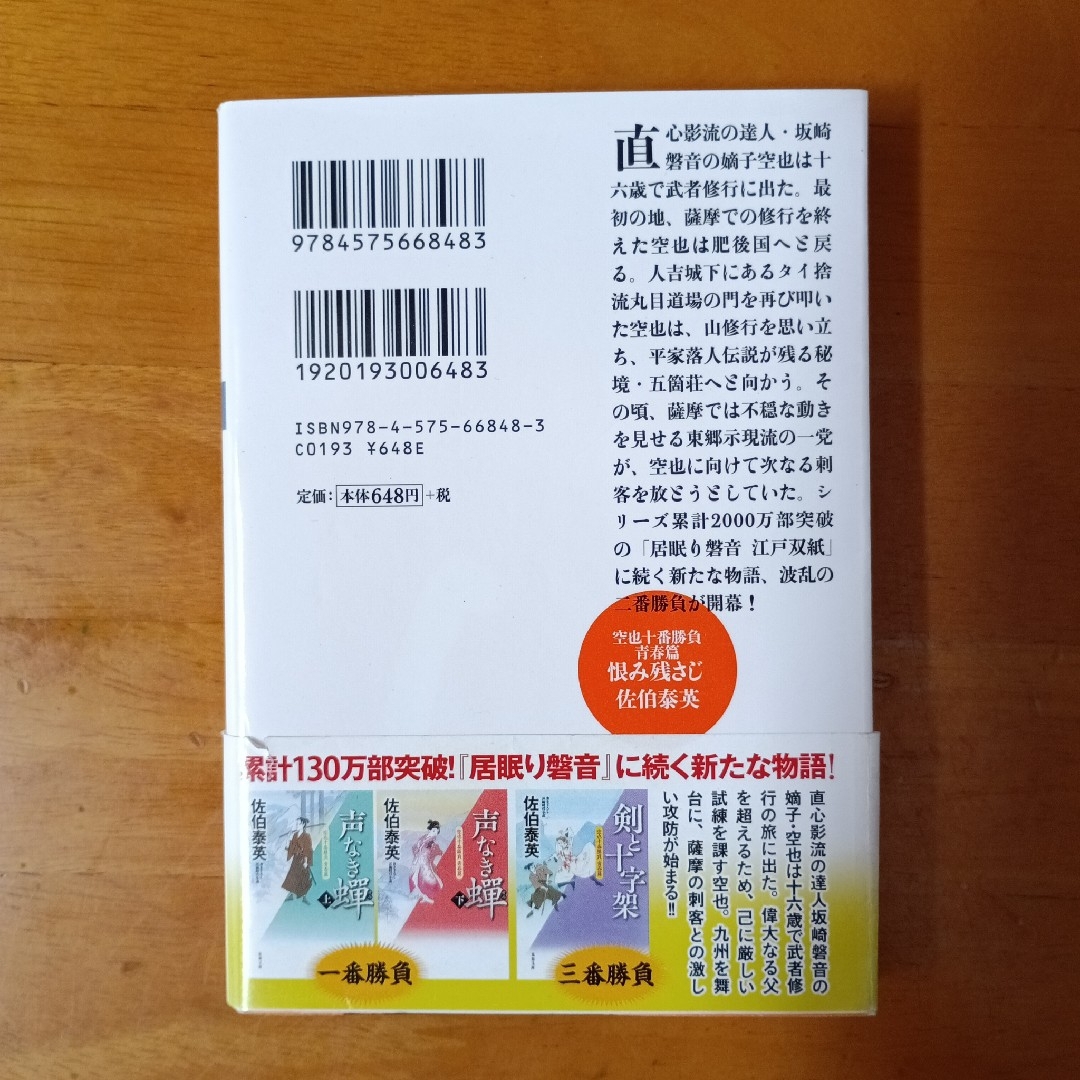 9784575668483
1920193006483
ISBN978-4-575-66848-3
C0193 ¥648E
定価：本体648円+税
直心影流の達人・坂崎
磐音の嫡子空也は十
六歳で武者修行に出た。最
初の地、薩摩での修行を終
えた空也は肥後国へと戻
る。人吉城下にあるタイ捨
流丸目道場の門を再び叩い
た空也は、山修行を思い立
ち、平家落人伝説が残る秘
境・五箇荘へと向かう。そ
の頃、薩摩では不穏な動き
を見せる東郷示現流の一党
が、空也に向けて次なる刺
客を放とうとしていた。シ
リーズ累計2000万部突破
の「居眠り磐音 江戸双紙」
に続く新たな物語、波乱の
二番勝負が開幕！
空也十番勝負
青春篇
恨み残さじ
佐伯泰英
累計130万部突破!『居眠り磐音』に続く新たな物語!
佐伯泰英
声なき蟬
上
佐伯泰英
声なき蟬
下
佐伯泰英
剣と十字架
一番勝負
三番勝負
直心影流の達人坂崎磐音の
嫡子・空也は十六歳で武者修
行の旅に出た。偉大なる父
を超えるため、己に厳しい
試練を課す空也。九州を舞
台に、薩摩の刺客との激し
い攻防が始まる!!